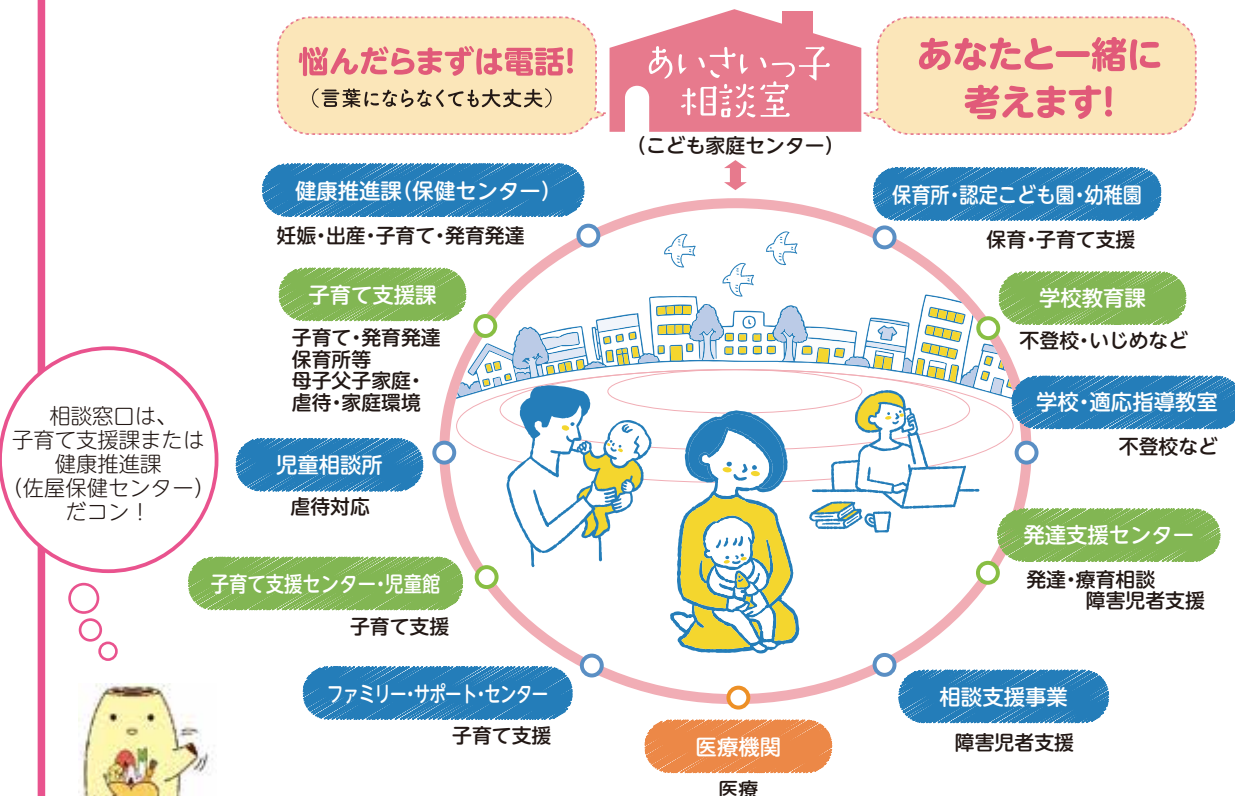 悩んだらまずは電話!
(言葉にならなくても大丈夫)
あいさいっ子
相談室
(こども家庭センター)
あなたと一緒に
考えます!
健康推進課(保健センター)
妊娠・出産・子育て・発育発達
子育て支援課
子育て・発育発達
保育所等
母子父子家庭・
虐待・家庭環境
児童相談所
虐待対応
子育て支援センター・児童館
子育て支援
ファミリー・サポート・センター
子育て支援
医療機関
医療
保育所・認定こども園・幼稚園
保育・子育て支援
学校教育課
不登校・いじめなど
学校・適応指導教室
不登校など
発達支援センター
発達・療育相談
障害児者支援
相談支援事業
障害児者支援
相談窓口は、
子育て支援課または
健康推進課
(佐屋保健センター)
だコン!